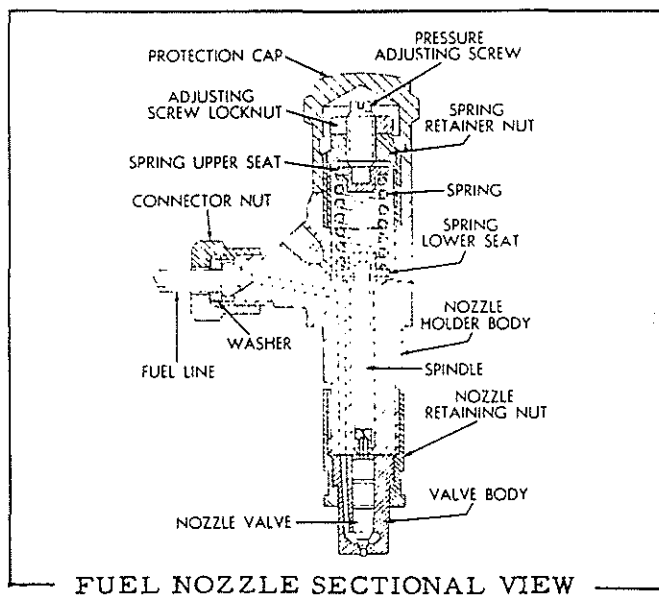 PROTECTION CAP
PRESSURE
ADJUSTING SCREW
ADJUSTING
SCREW LOCKNUT
SPRING
RETAINER NUT
SPRING UPPER SEAT
SPRING
CONNECTOR NUT
SPRING
LOWER SEAT
WASHER
NOZZLE
HOLDER BODY
FUEL LINE
SPINDLE
NOZZLE
RETAINING NUT
VALVE BODY
NOZZLE VALVE
FUEL NOZZLE SECTIONAL VIEW